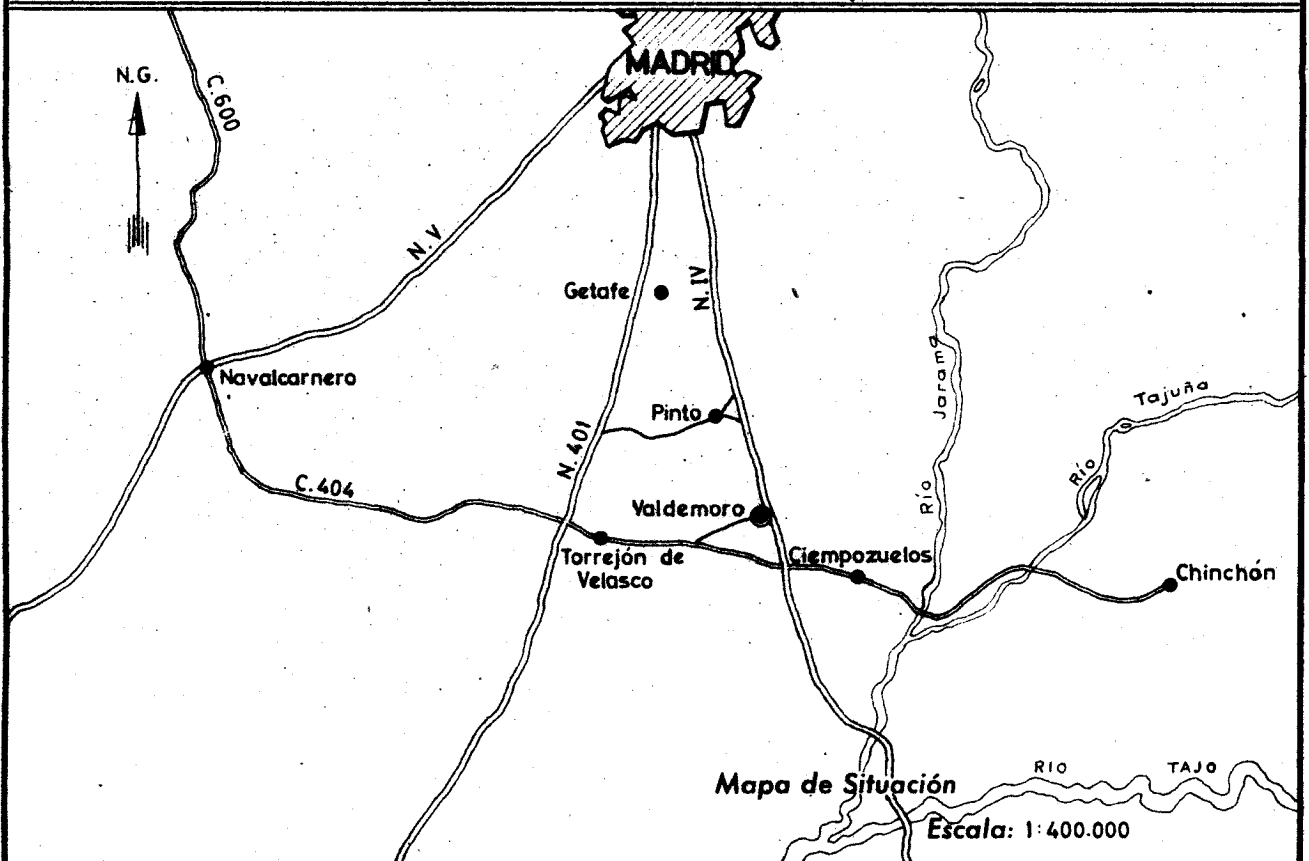 MADRID
N.G.
C.600
N.V
Getafe
N.IV
Navalcarnero
Jarama
Río
Tajuña
Río
Pinto
N.401
C.404
Valdemoro
Torrejón de
Velasco
Ciempozuelos
Chinchón
Mapa de Situación
RIO TAJO
Escala: 1:400.000